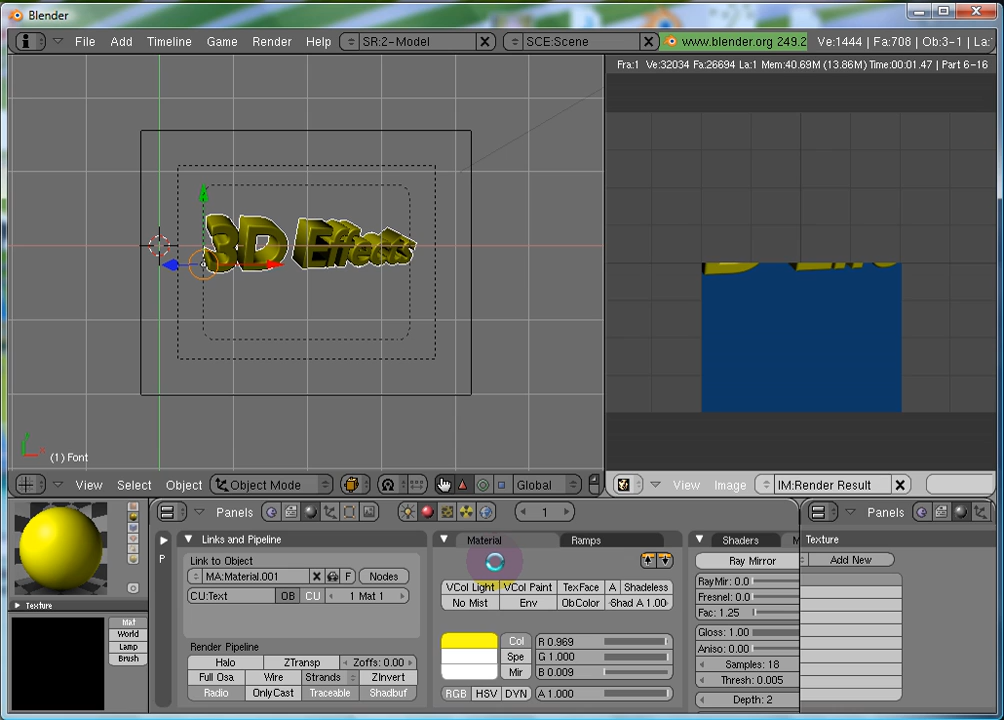 Blender
File Add Timeline Game Render Help SR:2-Model SCE:Scene www.blender.org 249.2 Ve:1444 | Fa:708 | Ob:3-1 | La:
Fra:1 Ve:32034 Fa:26694 La:1 Mem:40.69M (13.86M) Time:00:01.47 | Part 6-16
3D Effects
(1) Font
View Select Object Object Mode Global View Image IM:Render Result
Panels 1 Panels
Links and Pipeline Material Ramps Shaders M Texture
Link to Object Ray Mirror Add New
P
MA:Material.001 F Nodes
VCol Light VCol Paint TexFace A Shadeless RayMir: 0.0
CU:Text OB CU 1 Mat 1 No Mist Env ObColor Shad A 1.00 Fresnel: 0.0
Texture Fac: 1.25
Mat Gloss: 1.00
World Render Pipeline Col R 0.969 Aniso: 0.00
Lamp Halo ZTransp Zoffs: 0.00 Spe G 1.000 Samples: 18
Brush Full Osa Wire Strands ZInvert Mir B 0.009 Thresh: 0.005
Radio OnlyCast Traceable Shadbuf RGB HSV DYN A 1.000 Depth: 2